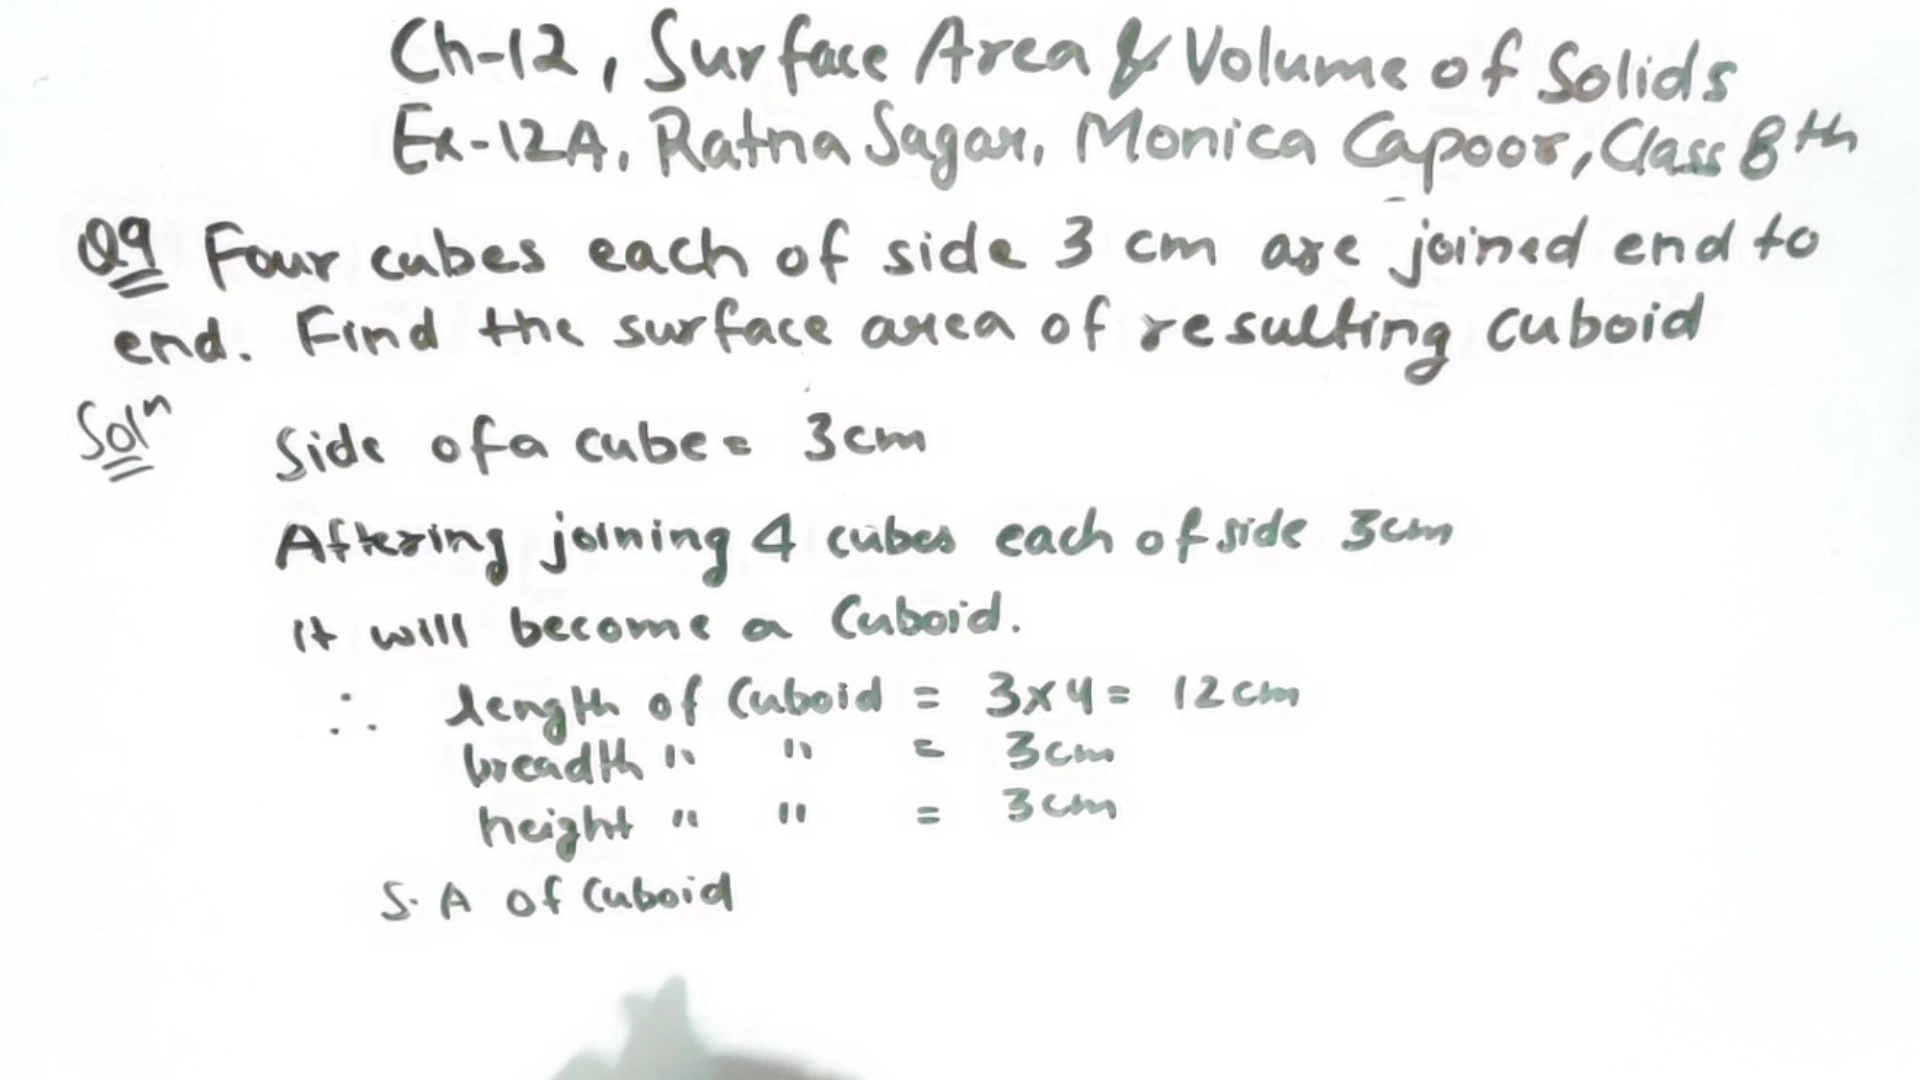 Ch-12, Surface Area & Volume of Solids
Ex-12A, Ratna Sagar, Monica Capoor, Class 8th
Q9 Four cubes each of side 3 cm are joined end to
end. Find the surface area of resulting cuboid
Soln Side of a cube = 3cm
Aftering joining 4 cubes each of side 3cm
it will become a Cuboid.
∴ length of Cuboid = 3x4 = 12cm
breadth " " = 3cm
height " " = 3cm
S.A of Cuboid